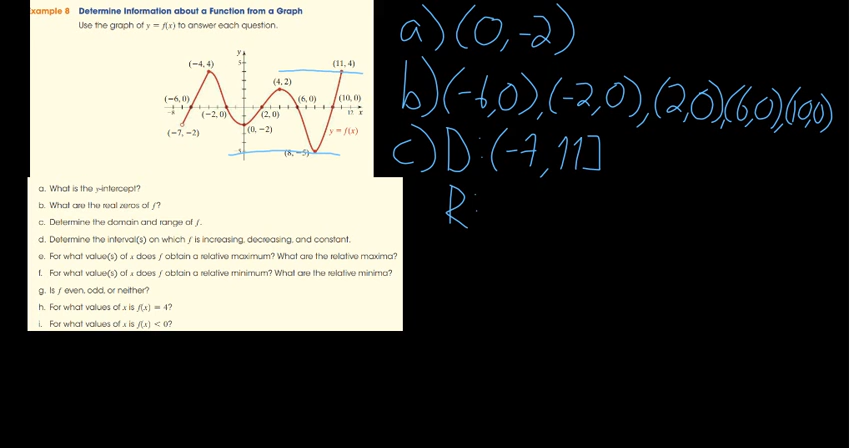 Example 8 Determine Information about a Function from a Graph
Use the graph of y = f(x) to answer each question.
y
5
(−4, 4)
(11, 4)
(4, 2)
(−6, 0)
(6, 0)
(10, 0)
−8
(−2, 0)
(2, 0)
12 x
(−7, −2)
(0, −2)
y = f(x)
5
(8, −5)
a. What is the y-intercept?
b. What are the real zeros of f?
c. Determine the domain and range of f.
d. Determine the interval(s) on which f is increasing, decreasing, and constant.
e. For what value(s) of x does f obtain a relative maximum? What are the relative maxima?
f. For what value(s) of x does f obtain a relative minimum? What are the relative minima?
g. Is f even, odd, or neither?
h. For what values of x is f(x) = 4?
i. For what values of x is f(x) < 0?
a) (0, -2)
b) (-6,0), (-2,0), (2,0), (6,0), (10,0)
c) D: (-7, 11]
R: